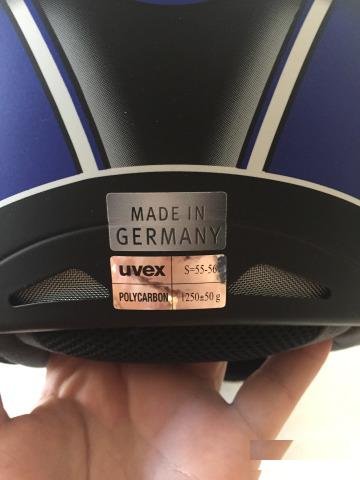 MADE IN
GERMANY
uvex S=55-56
POLYCARBON 1250±50 g